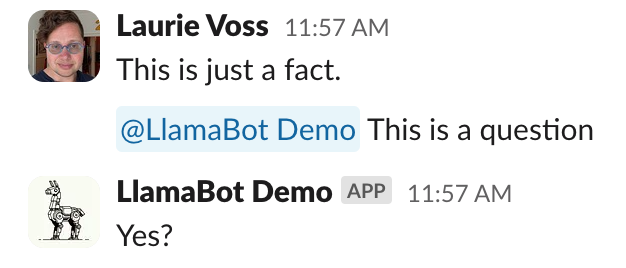 Laurie Voss 11:57 AM
This is just a fact.
@LlamaBot Demo This is a question
LlamaBot Demo APP 11:57 AM
Yes?